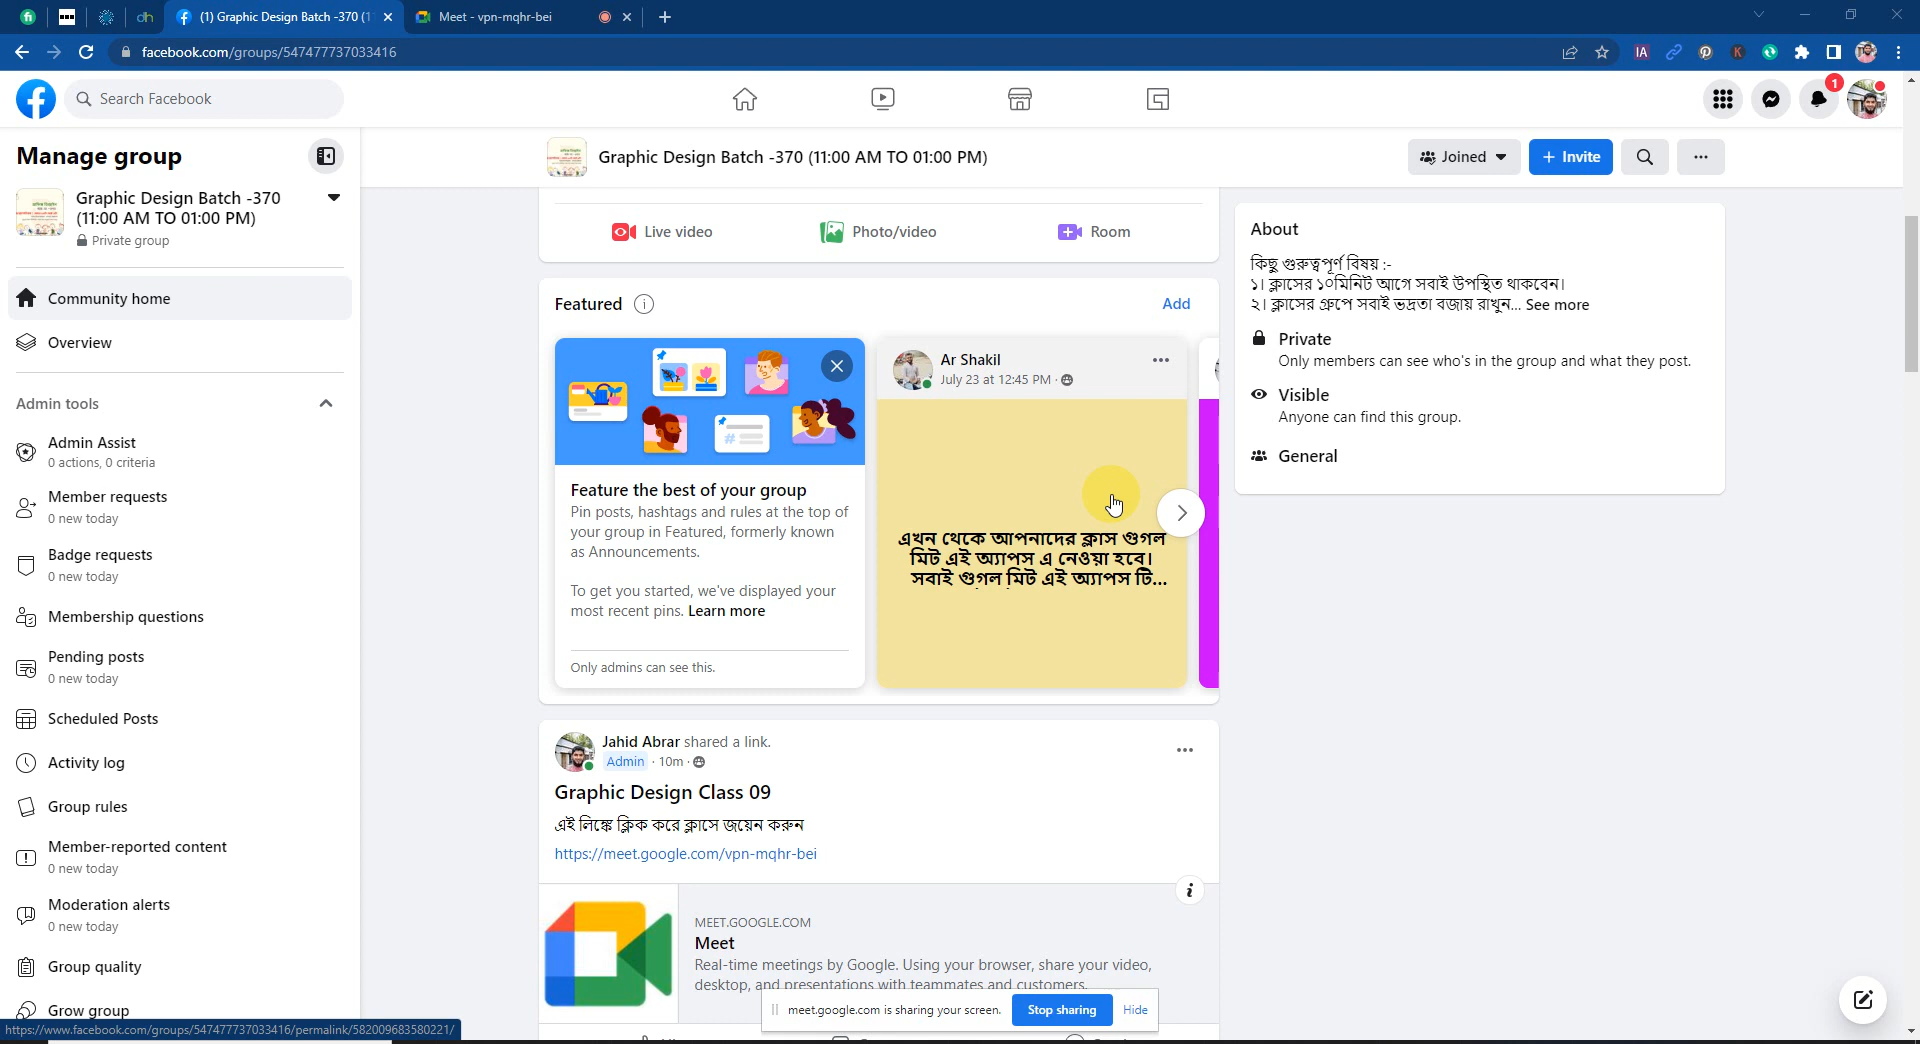 (1) Graphic Design Batch -370 (1
Meet - vpn-mqhr-bei
facebook.com/groups/547477737033416
Search Facebook
1
Manage group
Graphic Design Batch -370
(11:00 AM TO 01:00 PM)
Private group
Community home
Overview
Admin tools
Admin Assist
0 actions, 0 criteria
Member requests
0 new today
Badge requests
0 new today
Membership questions
Pending posts
0 new today
Scheduled Posts
Activity log
Group rules
Member-reported content
0 new today
Moderation alerts
0 new today
Group quality
Grow group
https://www.facebook.com/groups/547477737033416/permalink/582009683580221/
Graphic Design Batch -370 (11:00 AM TO 01:00 PM)
Joined
+ Invite
Live video
Photo/video
Room
Featured
Add
Feature the best of your group
Pin posts, hashtags and rules at the top of
your group in Featured, formerly known
as Announcements.
To get you started, we've displayed your
most recent pins. Learn more
Only admins can see this.
Ar Shakil
July 23 at 12:45 PM
এখন থেকে আপনাদের ক্লাস গুগল
মিট এই অ্যাপস এ নেওয়া হবে।
সবাই গুগল মিট এই অ্যাপস টি...
Jahid Abrar shared a link.
Admin · 10m
Graphic Design Class 09
এই লিঙ্কে ক্লিক করে ক্লাসে জয়েন করুন
https://meet.google.com/vpn-mqhr-bei
MEET.GOOGLE.COM
Meet
Real-time meetings by Google. Using your browser, share your video,
desktop, and presentations with teammates and customers.
meet.google.com is sharing your screen.
Stop sharing
Hide
About
কিছু গুরুত্বপূর্ণ বিষয় :-
১। ক্লাসের ১০মিনিট আগে সবাই উপস্থিত থাকবেন।
২। ক্লাসের গ্রুপে সবাই ভদ্রতা বজায় রাখুন... See more
Private
Only members can see who's in the group and what they post.
Visible
Anyone can find this group.
General